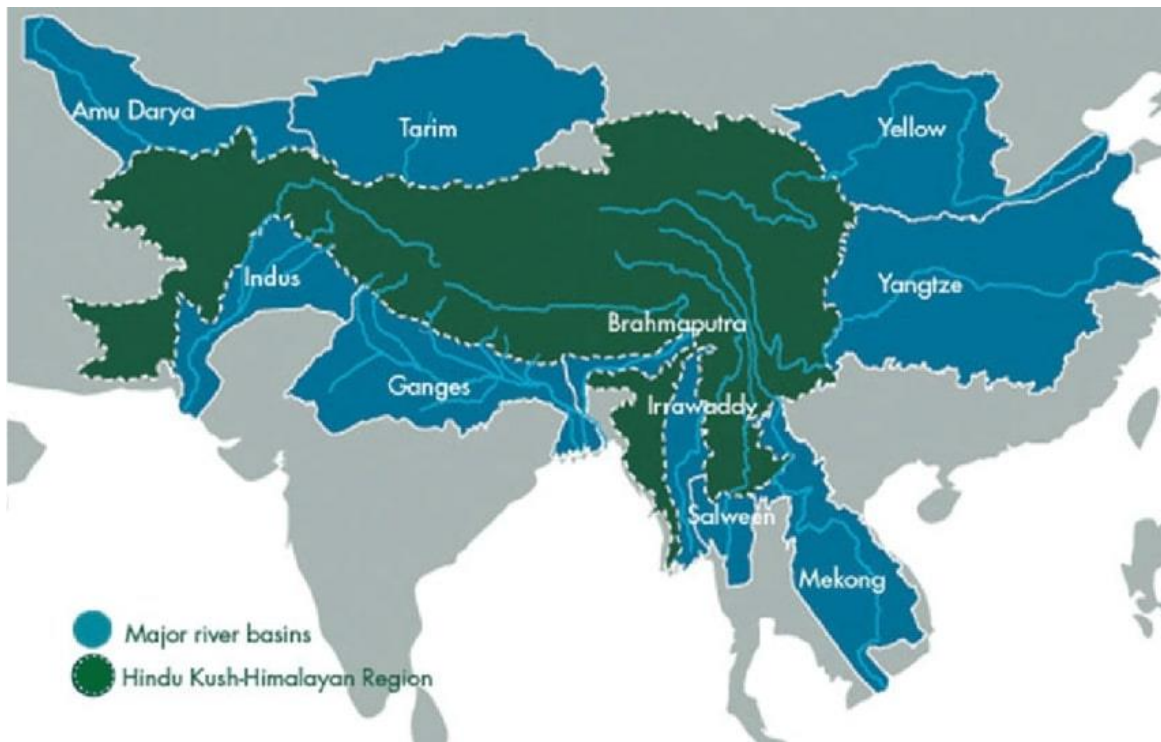 Amu Darya
Tarim
Yellow
Indus
Yangtze
Brahmaputra
Ganges
Irrawaddy
Salween
Mekong
Major river basins
Hindu Kush-Himalayan Region